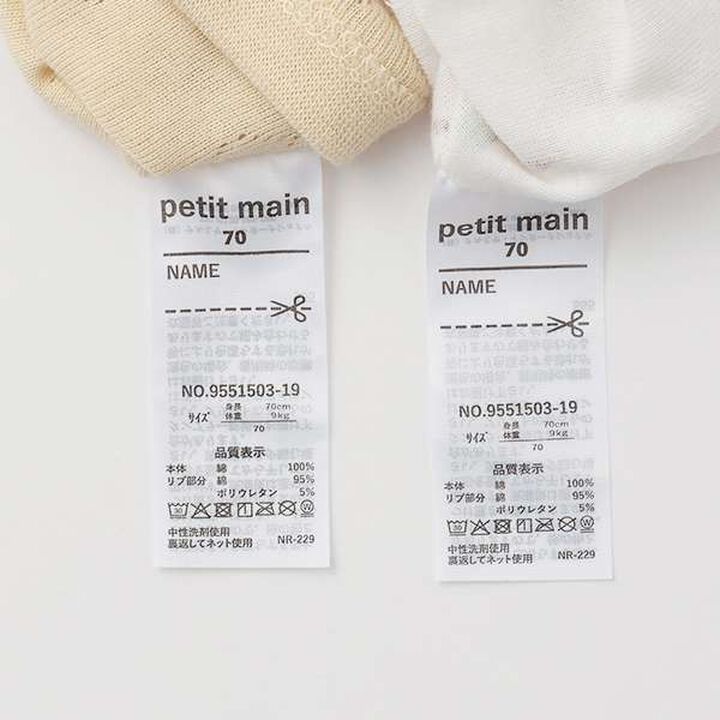 petit main
70
NAME
NO.9551503-19
サイズ 身長 70cm
体重 9kg
70
品質表示
本体 綿 100%
リブ部分 綿 95%
ポリウレタン 5%
中性洗剤使用
裏返してネット使用 NR-229
petit main
70
NAME
NO.9551503-19
サイズ 身長 70cm
体重 9kg
70
品質表示
本体 綿 100%
リブ部分 綿 95%
ポリウレタン 5%
中性洗剤使用
裏返してネット使用 NR-229